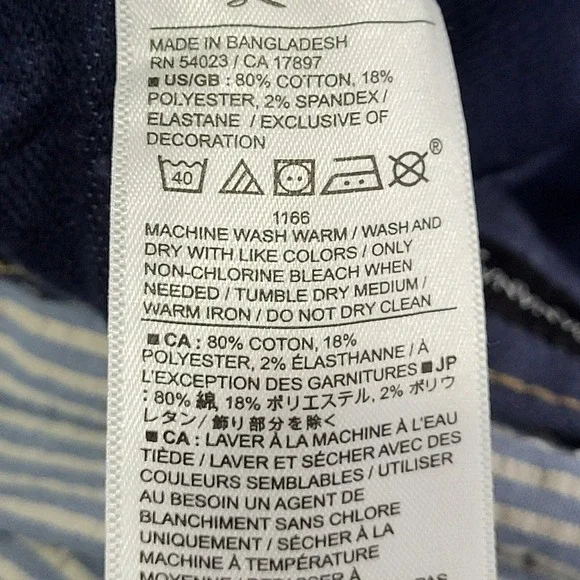 MADE IN BANGLADESH
RN 54023 / CA 17897
■ US/GB : 80% COTTON, 18%
POLYESTER, 2% SPANDEX /
ELASTANE / EXCLUSIVE OF
DECORATION
40
®
1166
MACHINE WASH WARM / WASH AND
DRY WITH LIKE COLORS / ONLY
NON-CHLORINE BLEACH WHEN
NEEDED / TUMBLE DRY MEDIUM /
WARM IRON / DO NOT DRY CLEAN
■ CA : 80% COTON, 18%
POLYESTER, 2% ÉLASTHANNE / À
L'EXCEPTION DES GARNITURES ■ JP
: 80% 綿, 18% ポリエステル, 2% ポリウ
レタン / 飾り部分を除く
■ CA : LAVER À LA MACHINE À L'EAU
TIÈDE / LAVER ET SÉCHER AVEC DES
COULEURS SEMBLABLES / UTILISER
AU BESOIN UN AGENT DE
BLANCHIMENT SANS CHLORE
UNIQUEMENT / SÉCHER À LA
MACHINE À TEMPÉRATURE
MOYENNE / REPASSER À
PAS